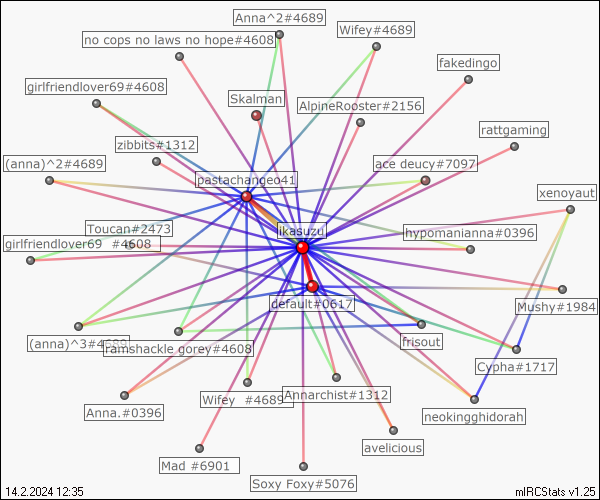 Anna^2#4689
Wifey#4689
no cops no laws no hope#4608
fakedingo
girlfriendlover69#4608
Skalman
AlpineRooster#2156
rattgaming
zibbits#1312
(anna)^2#4689
ace deucy#7097
pastachangeo41
xenoyaut
Toucan#2473
ikasuzu
hypomanianna#0396
girlfriendlover69 #4608
default#0617
Mushy#1984
(anna)^3#4689
ramshackle.gorey#4608
frisout
Cypha#1717
Wifey #4689
Annarchist#1312
Anna.#0396
neokingghidorah
avelicious
Mad #6901
Soxy Foxy#5076
14.2.2024 12:35
mIRCStats v1.25